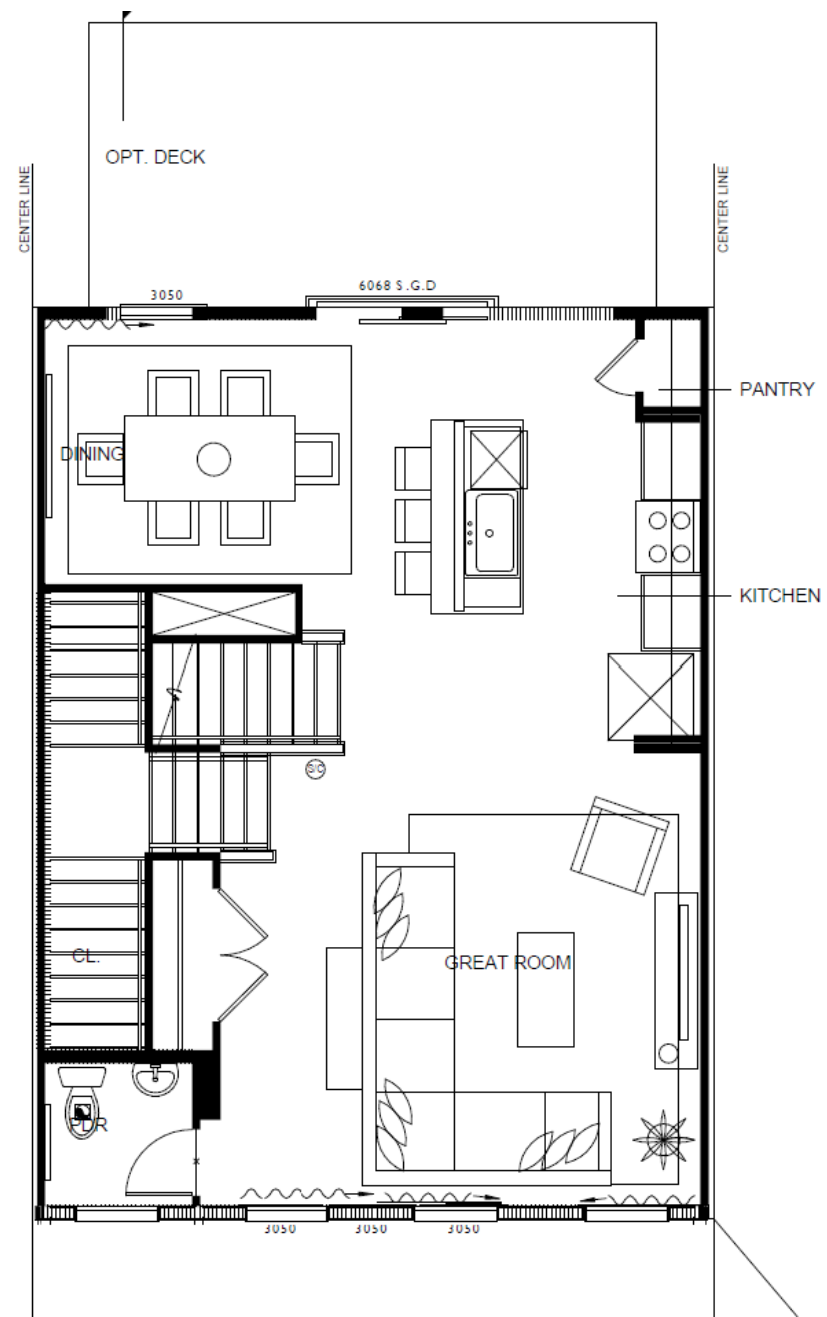 OPT. DECK
CENTER LINE
CENTER LINE
3050
6068 S.G.D
PANTRY
DINING
KITCHEN
S/C
CL.
GREAT ROOM
PDR
3050
3050
3050